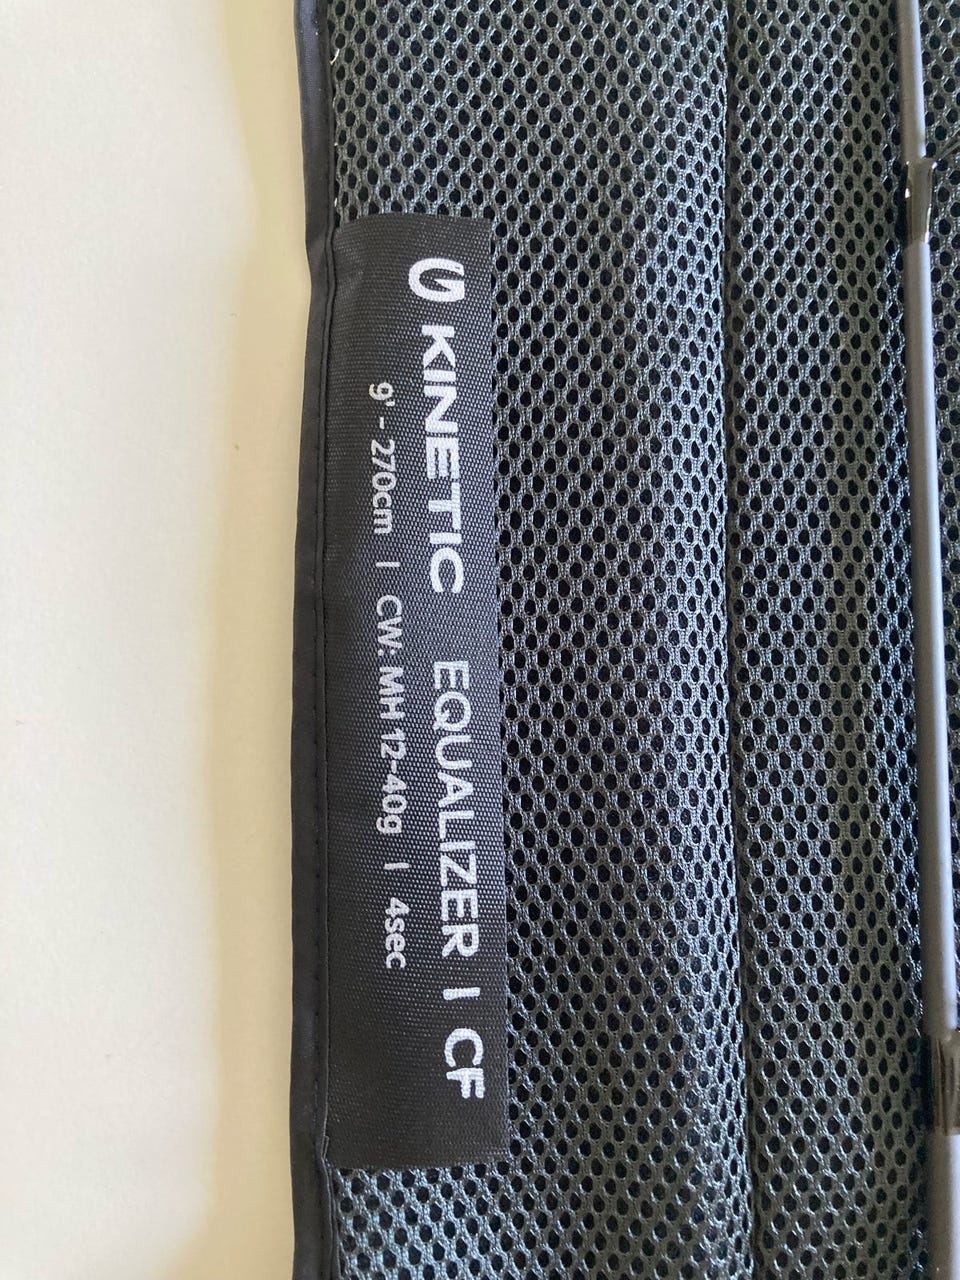 KINETIC EQUALIZER | CF
9' - 270cm | CW: MH 12-40g | 4sec